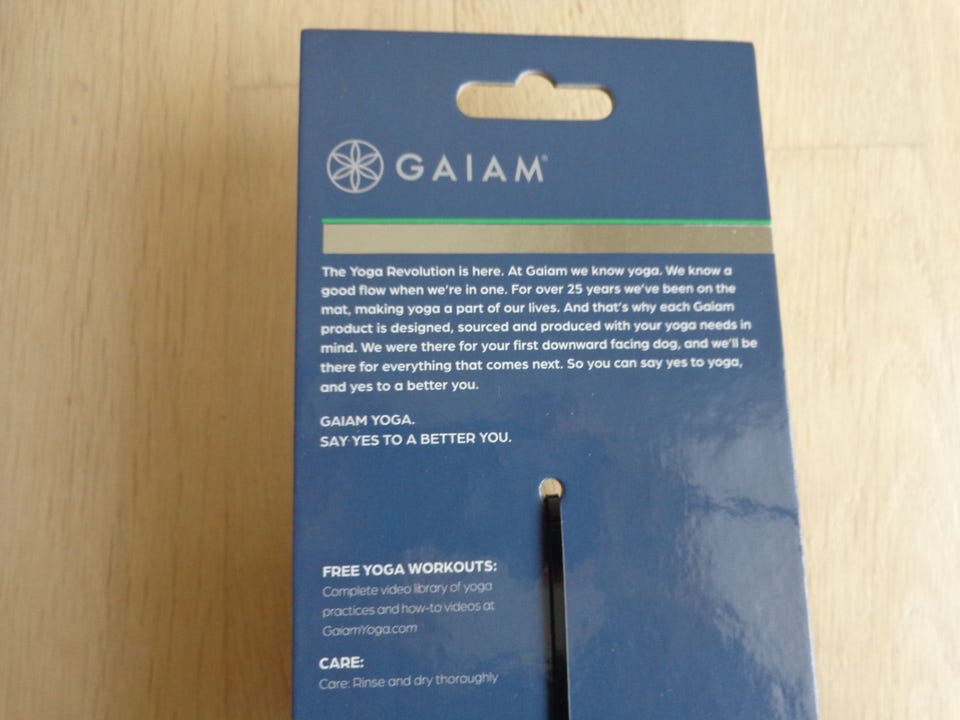 GAIAM®
The Yoga Revolution is here. At Gaiam we know yoga. We know a
good flow when we're in one. For over 25 years we've been on the
mat, making yoga a part of our lives. And that's why each Gaiam
product is designed, sourced and produced with your yoga needs in
mind. We were there for your first downward facing dog, and we'll be
there for everything that comes next. So you can say yes to yoga,
and yes to a better you.
GAIAM YOGA.
SAY YES TO A BETTER YOU.
FREE YOGA WORKOUTS:
Complete video library of yoga
practices and how-to videos at
GaiamYoga.com
CARE:
Care: Rinse and dry thoroughly